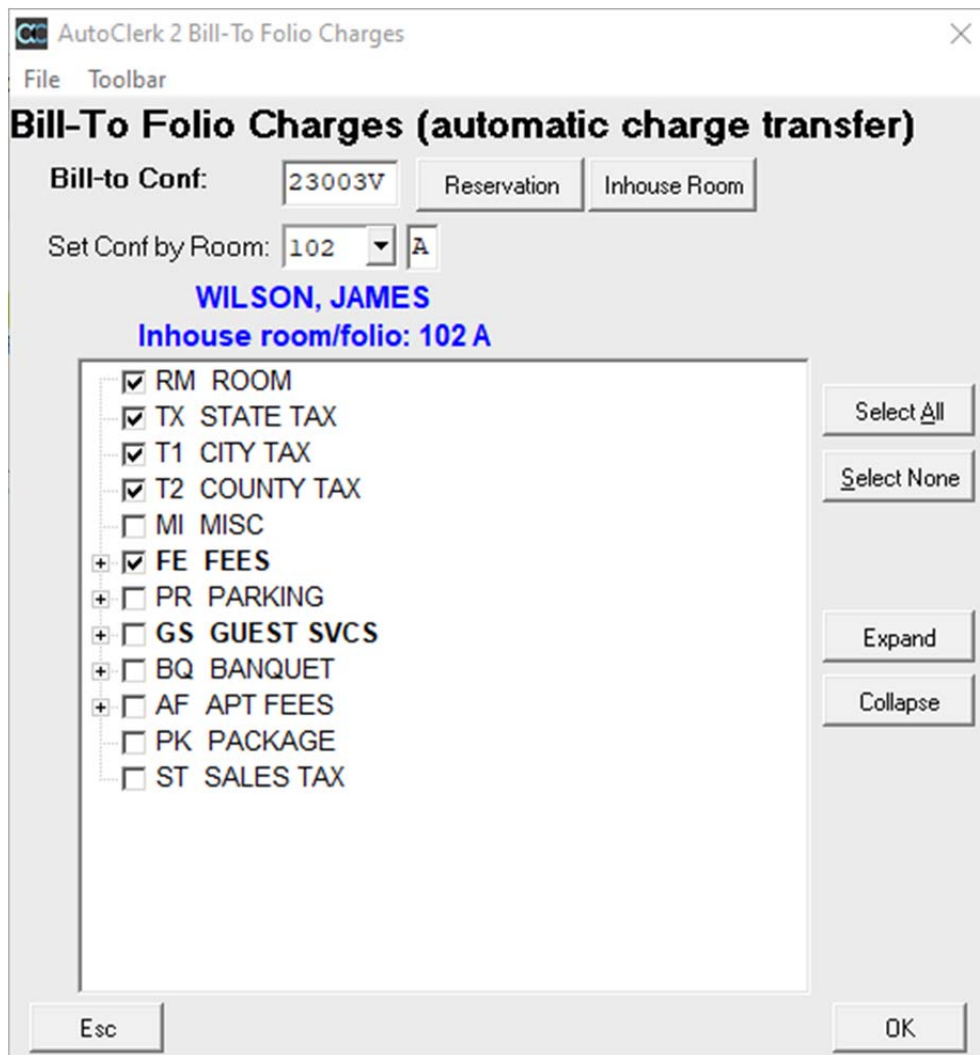 AutoClerk 2 Bill-To Folio Charges
File Toolbar
Bill-To Folio Charges (automatic charge transfer)
Bill-to Conf: 23003V Reservation Inhouse Room
Set Conf by Room: 102 A
WILSON, JAMES
Inhouse room/folio: 102 A
RM ROOM
TX STATE TAX
T1 CITY TAX
T2 COUNTY TAX
MI MISC
FE FEES
PR PARKING
GS GUEST SVCS
BQ BANQUET
AF APT FEES
PK PACKAGE
ST SALES TAX
Select All
Select None
Expand
Collapse
Esc
OK